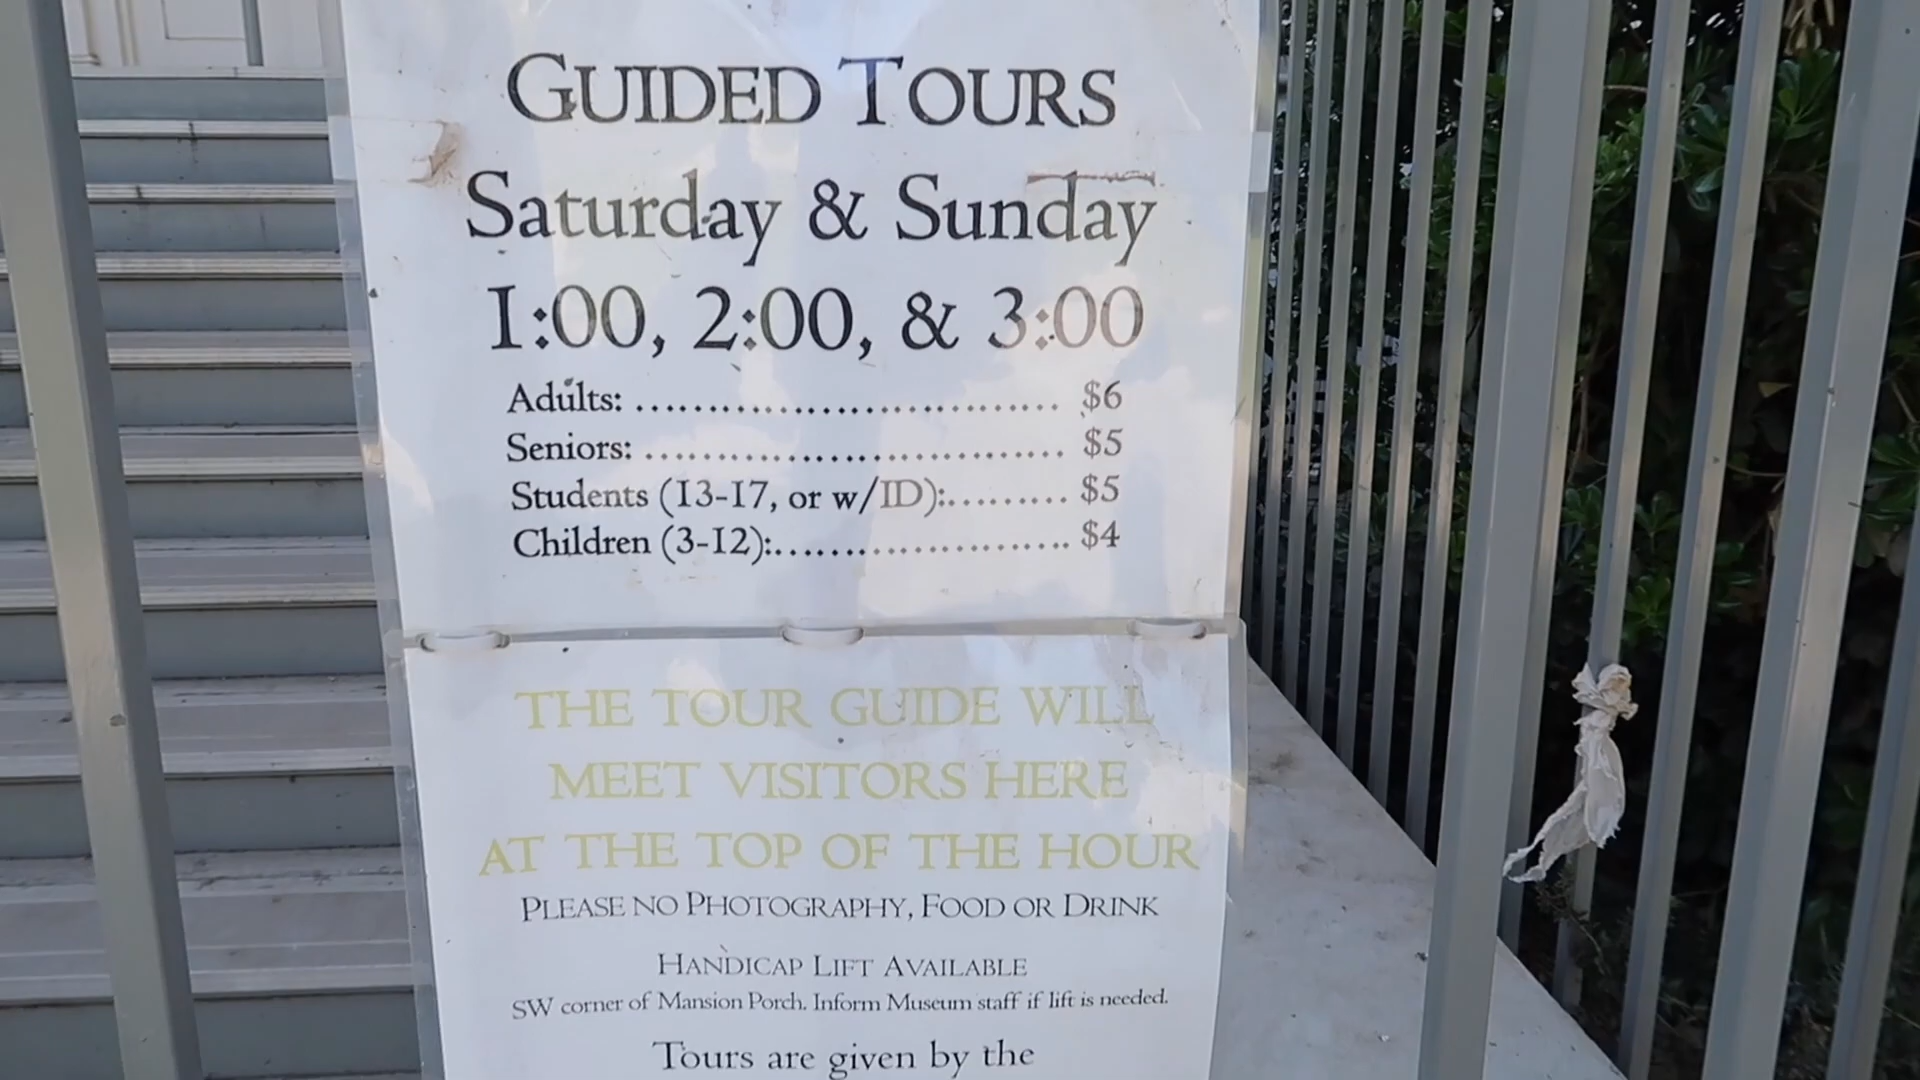 GUIDED TOURS
Saturday & Sunday
1:00, 2:00, & 3:00
Adults: .............................. $6
Seniors: .............................. $5
Students (13-17, or w/ID):......... $5
Children (3-12):..................... $4
THE TOUR GUIDE WILL
MEET VISITORS HERE
AT THE TOP OF THE HOUR
PLEASE NO PHOTOGRAPHY, FOOD OR DRINK
HANDICAP LIFT AVAILABLE
SW corner of Mansion Porch. Inform Museum staff if lift is needed.
Tours are given by the